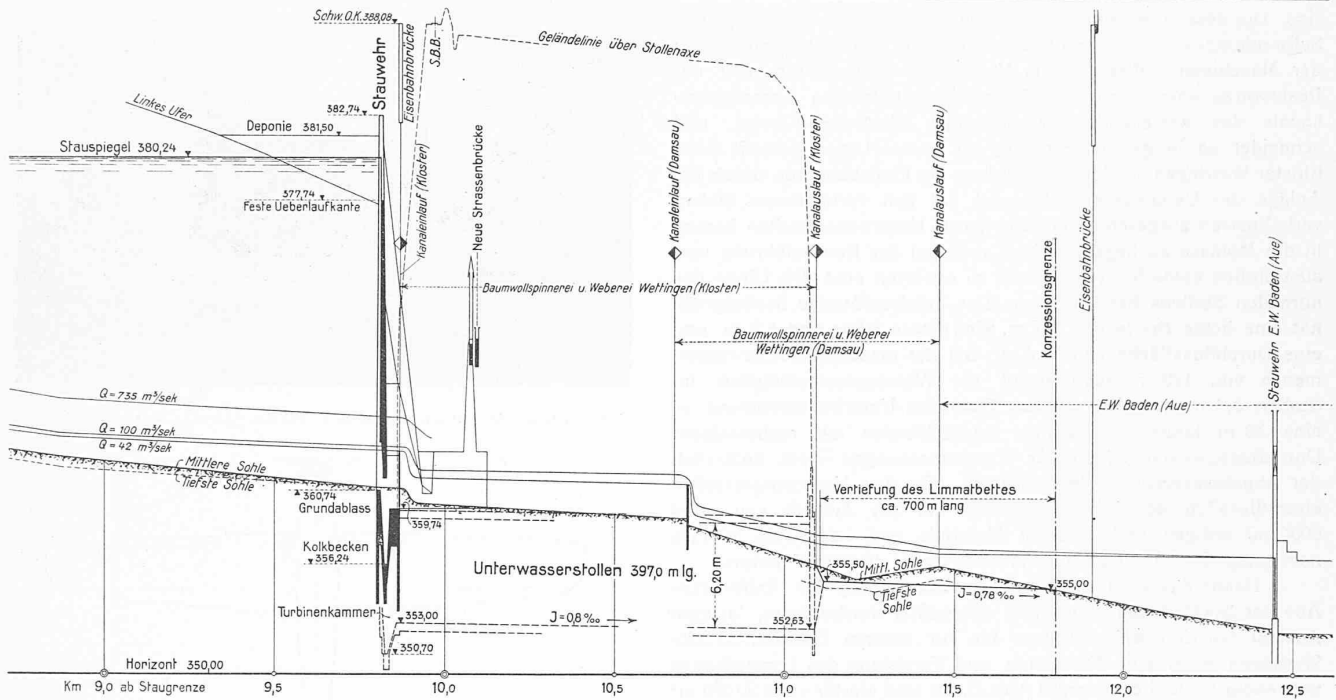 Schw.O.K. 388,08
S.B.B.
Geländelinie über Stollenaxe
Stauwehr
Eisenbahnbrücke
Kanaleinlauf (Kloster)
Linkes Ufer
382,74
Deponie 381,50
Stauspiegel 380,24
377,74
Feste Ueberlaufkante
Neue Strassenbrücke
Kanaleinlauf (Damsau)
Kanalauslauf (Kloster)
Kanalauslauf (Damsau)
Konzessionsgrenze
Eisenbahnbrücke
Stauwehr E.W. Baden (Aue)
Baumwollspinnerei u. Weberei Wettingen (Kloster)
Baumwollspinnerei u. Weberei
Wettingen (Damsau)
E.W. Baden (Aue)
Q = 735 m³/sek
Q = 100 m³/sek
Q = 42 m³/sek
Mittlere Sohle
Tiefste Sohle
360,74
Grundablass
359,74
Kolkbecken
356,24
Vertiefung des Limmatbettes
ca. 700 m lang
Unterwasserstollen 397,0 m lg.
6,20 m
355,50
Mittl. Sohle
Tiefste
Sohle
355,00
J = 0,78 ‰
Turbinenkammer
353,00
J = 0,8 ‰
352,63
350,70
Horizont 350,00
Km 9,0 ab Staugrenze
9,5
10,0
10,5
11,0
11,5
12,0
12,5